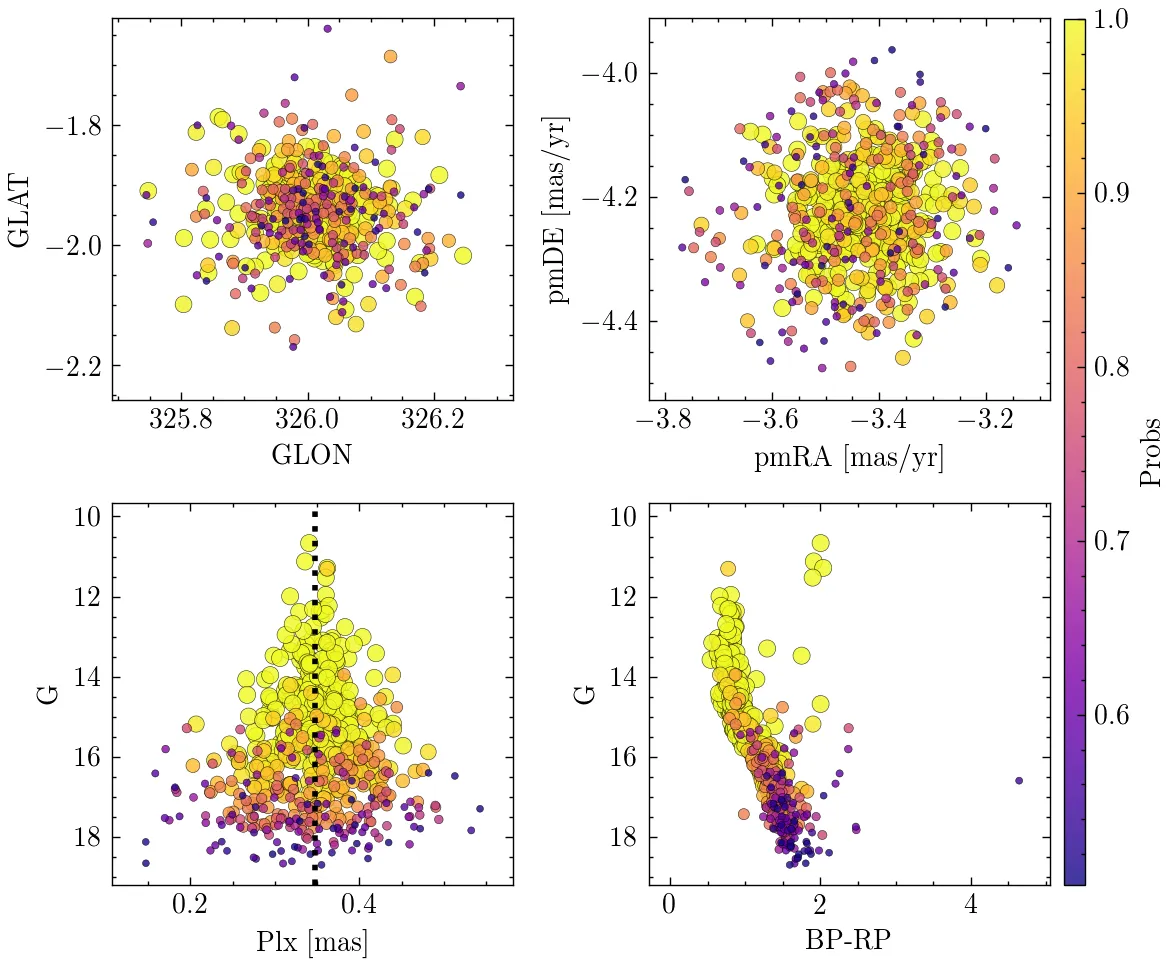 GLAT
−1.8
−2.0
−2.2
325.8 326.0 326.2
GLON
pmDE [mas/yr]
−4.0
−4.2
−4.4
−3.8 −3.6 −3.4 −3.2
pmRA [mas/yr]
G
10
12
14
16
18
0.2 0.4
Plx [mas]
G
10
12
14
16
18
0 2 4
BP-RP
1.0
0.9
0.8
0.7
0.6
Probs